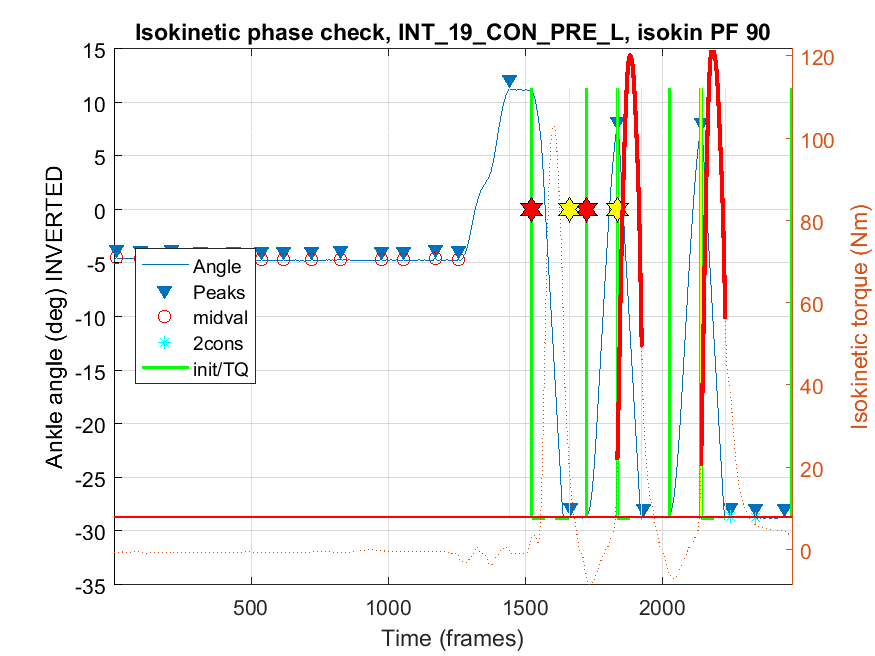 Isokinetic phase check, INT_19_CON_PRE_L, isokin PF 90
15
10
5
0
-5
-10
-15
-20
-25
-30
-35
Ankle angle (deg) INVERTED
Angle
Peaks
midval
2cons
init/TQ
120
100
80
60
40
20
0
Isokinetic torque (Nm)
500
1000
1500
2000
Time (frames)